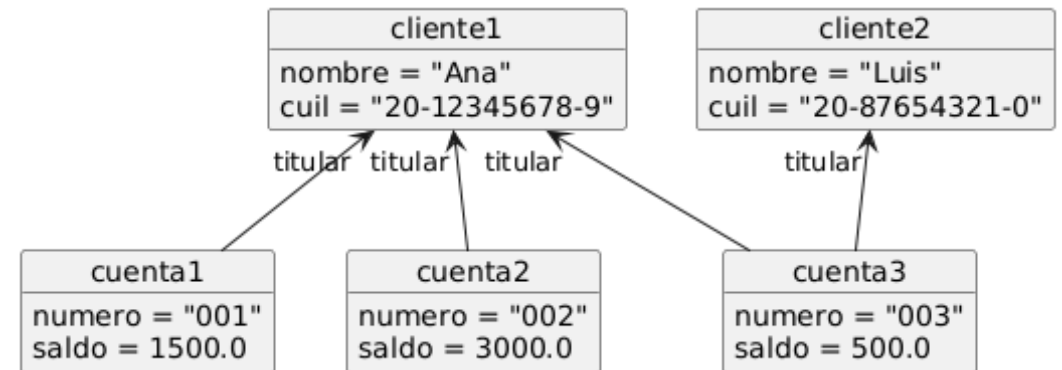 cliente1
nombre = "Ana"
cuil = "20-12345678-9"
cliente2
nombre = "Luis"
cuil = "20-87654321-0"
titular
titular
titular
titular
cuenta1
numero = "001"
saldo = 1500.0
cuenta2
numero = "002"
saldo = 3000.0
cuenta3
numero = "003"
saldo = 500.0